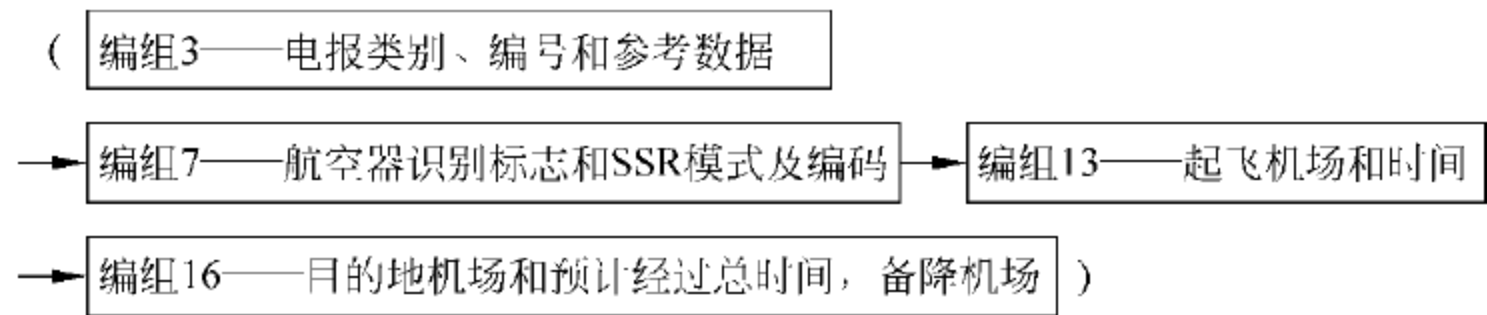 ( 编组3——电报类别、编号和参考数据
编组7——航空器识别标志和SSR模式及编码 编组13——起飞机场和时间
编组16——目的地机场和预计经过总时间，备降机场 )